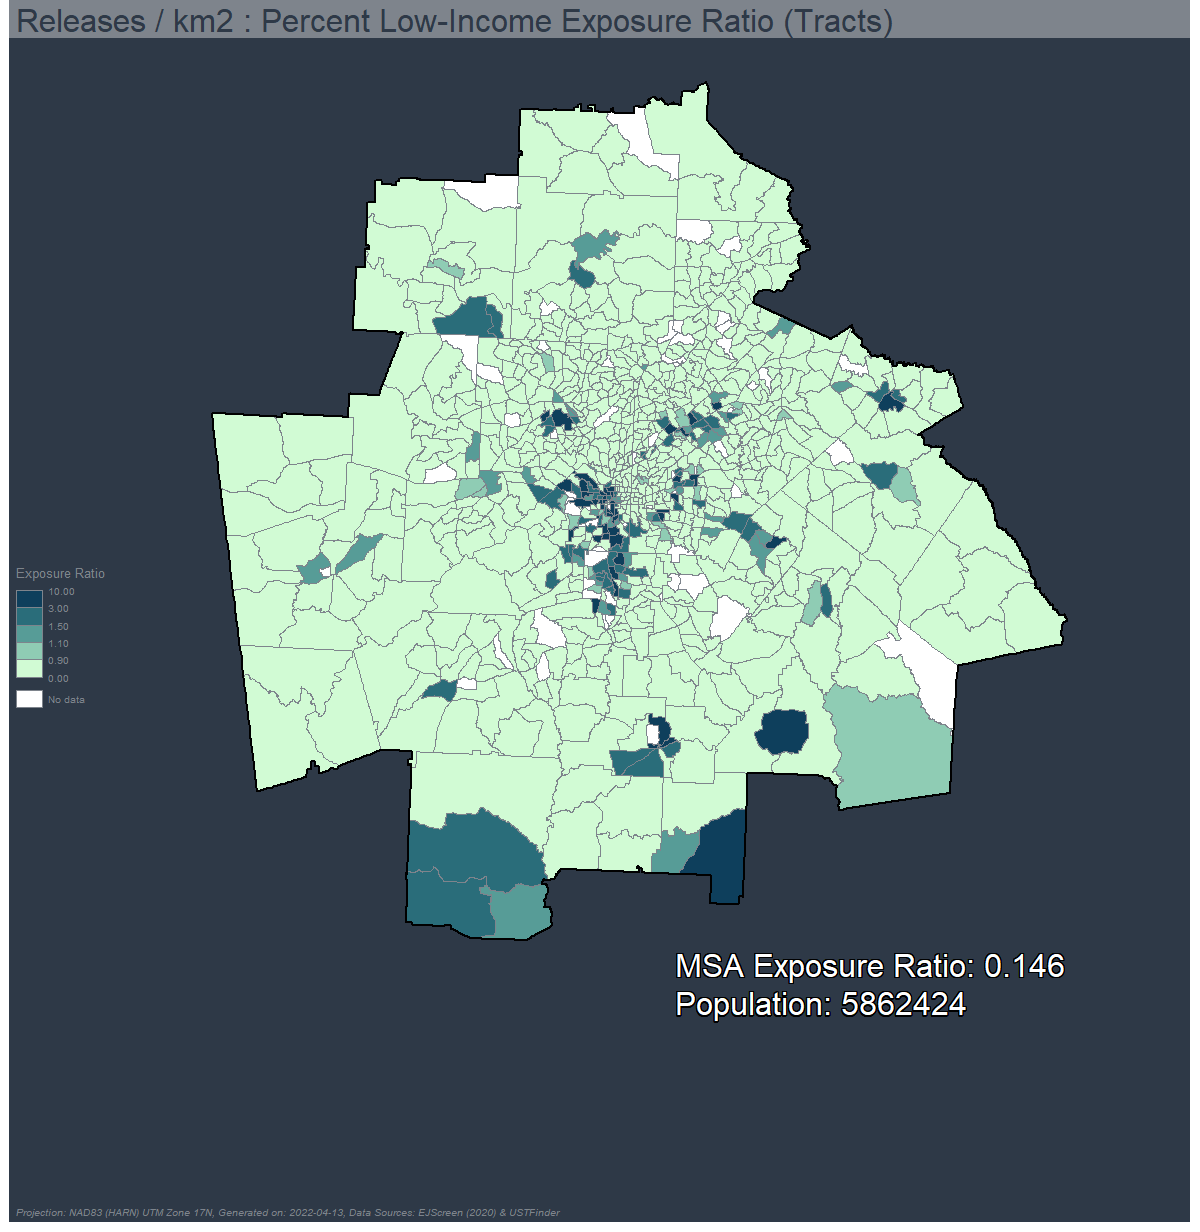 Releases / km2 : Percent Low-Income Exposure Ratio (Tracts)
Exposure Ratio
10.00
3.00
1.50
1.10
0.90
0.00
No data
MSA Exposure Ratio: 0.146
Population: 5862424
Projection: NAD83 (HARN) UTM Zone 17N, Generated on: 2022-04-13, Data Sources: EJScreen (2020) & USTFinder